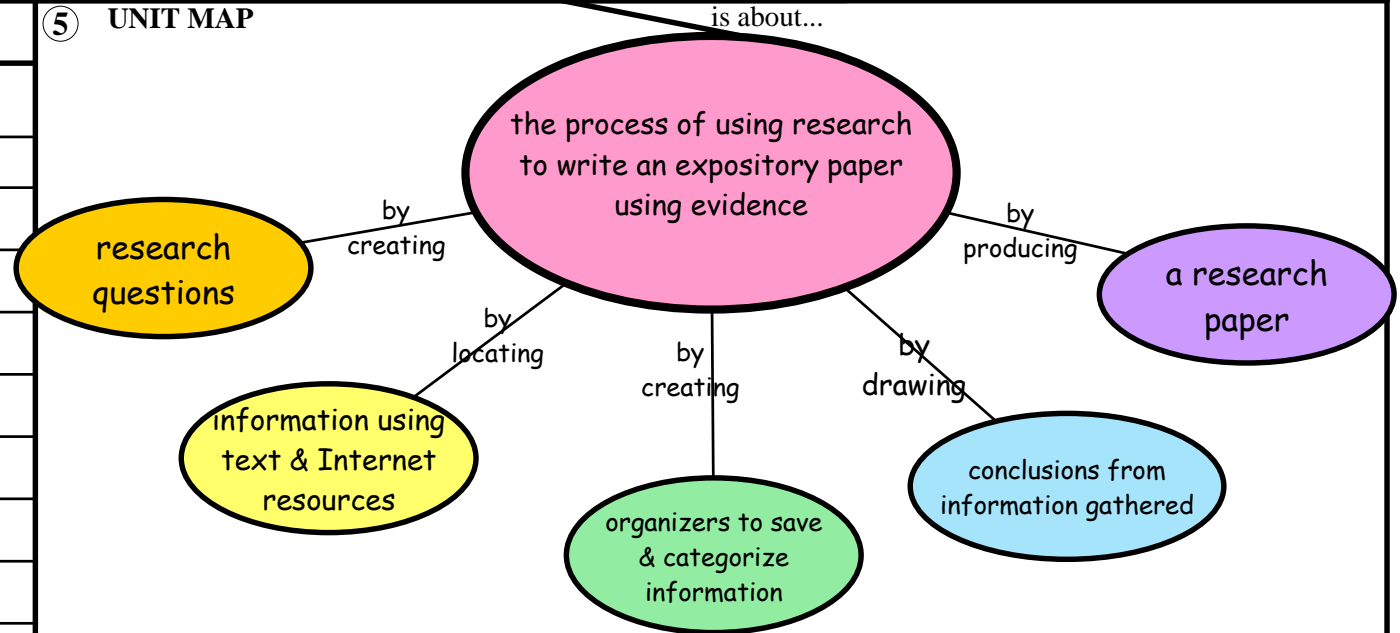 ⑤ UNIT MAP
is about...
the process of using research
to write an expository paper
using evidence
by
creating
research
questions
by
locating
information using
text & Internet
resources
by
creating
organizers to save
& categorize
information
by
drawing
conclusions from
information gathered
by
producing
a research
paper